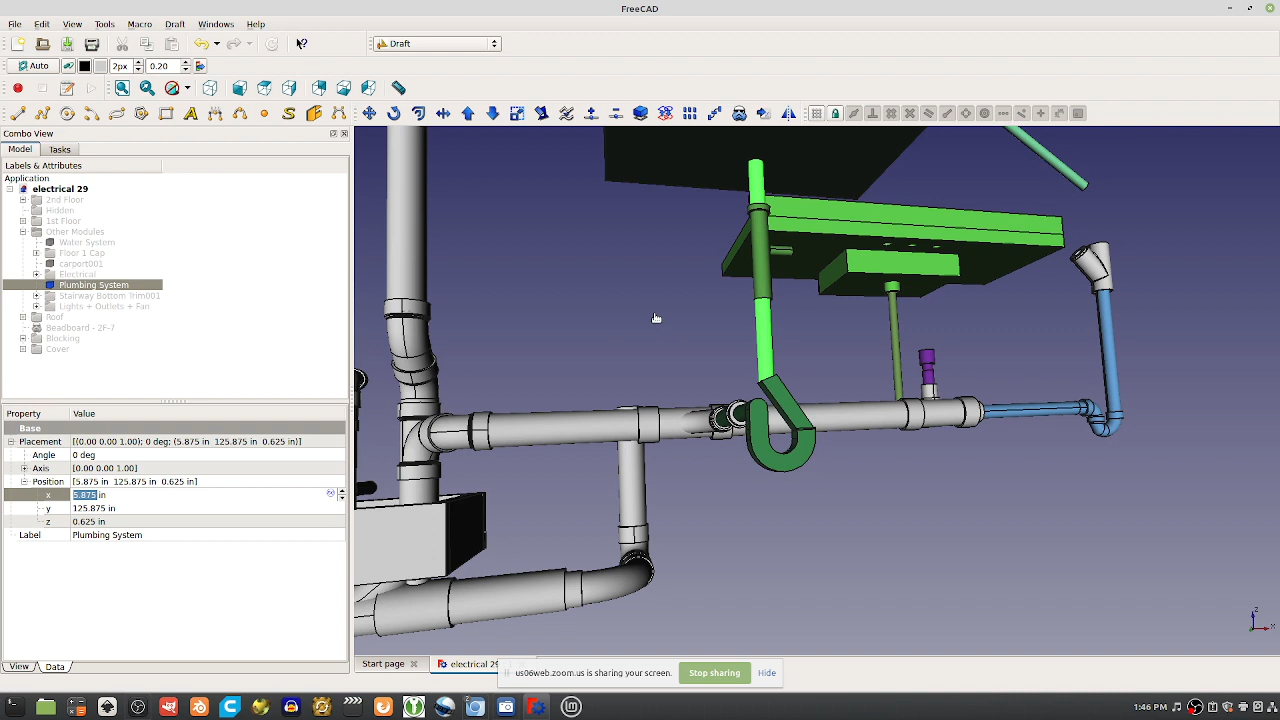 FreeCAD
File Edit View Tools Macro Draft Windows Help
Draft
Auto 2px 0.20
Combo View
Model Tasks
Labels & Attributes
Application
electrical 29
2nd Floor
Hidden
1st Floor
Other Modules
Water System
Floor 1 Cap
carport001
Electrical
Plumbing System
Stairway Bottom Trim001
Lights + Outlets + Fan
Roof
Beadboard - 2F-7
Blocking
Cover
Property Value
Base
Placement [(0.00 0.00 1.00); 0 deg; (5.875 in 125.875 in 0.625 in)]
Angle 0 deg
Axis [0.00 0.00 1.00]
Position [5.875 in 125.875 in 0.625 in]
x 5.875 in
y 125.875 in
z 0.625 in
Label Plumbing System
View Data
Start page electrical 29
us06web.zoom.us is sharing your screen. Stop sharing Hide
1:46 PM